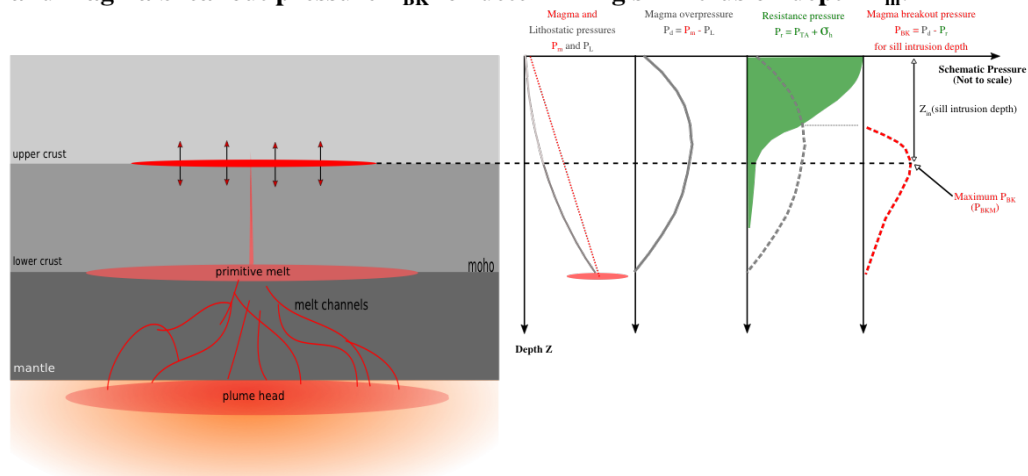 Magma and
Lithostatic pressures
Pm and PL
Magma overpressure
Pd = Pm - PL
Resistance pressure
Pr = PTA + σh
Magma breakout pressure
PBK = Pd - Pr
for sill intrusion depth
Schematic Pressure
(Not to scale)
Zm(sill intrusion depth)
upper crust
Maximum PBK
(PBKM)
lower crust
moho
primitive melt
melt channels
Depth Z
mantle
plume head